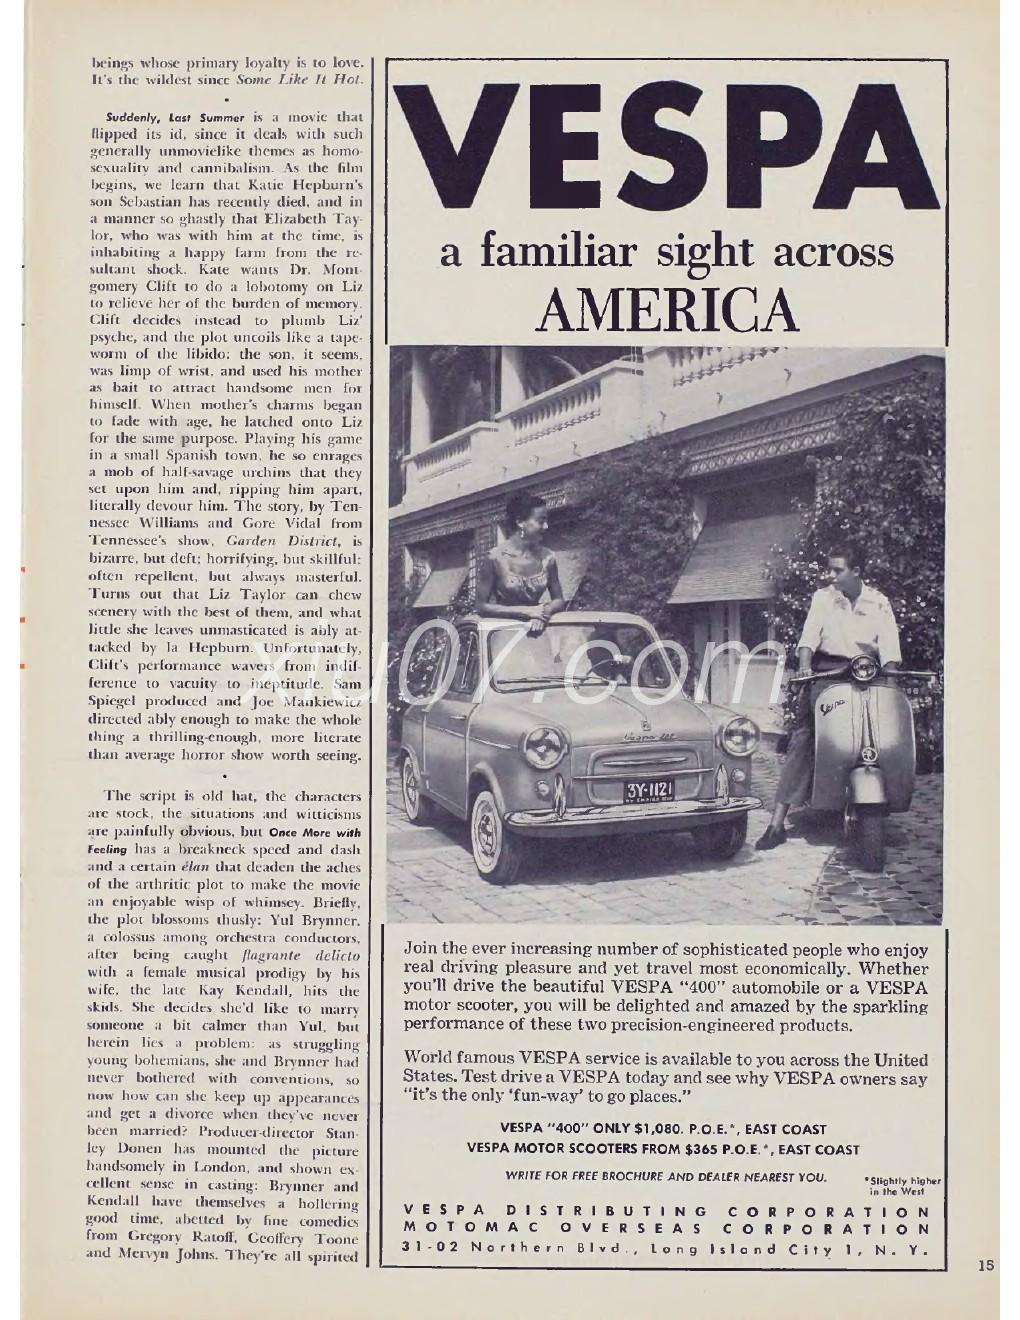 beings whose primary loyalty is to love.
It's the wildest since Some Like It Hot.
•
Suddenly, Last Summer is a movie that
flipped its id, since it deals with such
generally unmovielike themes as homo-
sexuality and cannibalism. As the film
begins, we learn that Katie Hepburn's
son Sebastian has recently died, and in
a manner so ghastly that Elizabeth Tay-
lor, who was with him at the time, is
inhabiting a happy farm from the re-
sultant shock. Kate wants Dr. Mont-
gomery Clift to do a lobotomy on Liz
to relieve her of the burden of memory.
Clift decides instead to plumb Liz'
psyche, and the plot uncoils like a tape-
worm of the libido: the son, it seems,
was limp of wrist, and used his mother
as bait to attract handsome men for
himself. When mother's charms began
to fade with age, he latched onto Liz
for the same purpose. Playing his game
in a small Spanish town, he so enrages
a mob of half-savage urchins that they
set upon him and, ripping him apart,
literally devour him. The story, by Ten-
nessee Williams and Gore Vidal from
Tennessee's show, Garden District, is
bizarre, but deft; horrifying, but skillful;
often repellent, but always masterful.
Turns out that Liz Taylor can chew
scenery with the best of them, and what
little she leaves unmasticated is ably at-
tacked by la Hepburn. Unfortunately,
Clift's performance wavers from indif-
ference to vacuity to ineptitude. Sam
Spiegel produced and Joe Mankiewicz
directed ably enough to make the whole
thing a thrilling-enough, more literate
than average horror show worth seeing.
•
The script is old hat, the characters
are stock, the situations and witticisms
are painfully obvious, but Once More with
Feeling has a breakneck speed and dash
and a certain élan that deaden the aches
of the arthritic plot to make the movie
an enjoyable wisp of whimsey. Briefly,
the plot blossoms thusly: Yul Brynner,
a colossus among orchestra conductors,
after being caught flagrante delicto
with a female musical prodigy by his
wife, the late Kay Kendall, hits the
skids. She decides she'd like to marry
someone a bit calmer than Yul, but
herein lies a problem: as struggling
young bohemians, she and Brynner had
never bothered with conventions, so
now how can she keep up appearances
and get a divorce when they've never
been married? Producer-director Stan-
ley Donen has mounted the picture
handsomely in London, and shown ex-
cellent sense in casting: Brynner and
Kendall have themselves a hollering
good time, abetted by fine comedics
from Gregory Ratoff, Geoffery Toone
and Mervyn Johns. They're all spirited
VESPA
a familiar sight across
AMERICA
Vespa 400
3Y-1121
Vespa
xiu07.com
Join the ever increasing number of sophisticated people who enjoy
real driving pleasure and yet travel most economically. Whether
you'll drive the beautiful VESPA "400" automobile or a VESPA
motor scooter, you will be delighted and amazed by the sparkling
performance of these two precision-engineered products.
World famous VESPA service is available to you across the United
States. Test drive a VESPA today and see why VESPA owners say
"it's the only 'fun-way' to go places."
VESPA "400" ONLY $1,080. P.O.E.*, EAST COAST
VESPA MOTOR SCOOTERS FROM $365 P.O.E.*, EAST COAST
WRITE FOR FREE BROCHURE AND DEALER NEAREST YOU.
*Slightly higher
in the West
VESPA DISTRIBUTING CORPORATION
MOTOMAC OVERSEAS CORPORATION
31-02 Northern Blvd., Long Island City 1, N. Y.
15